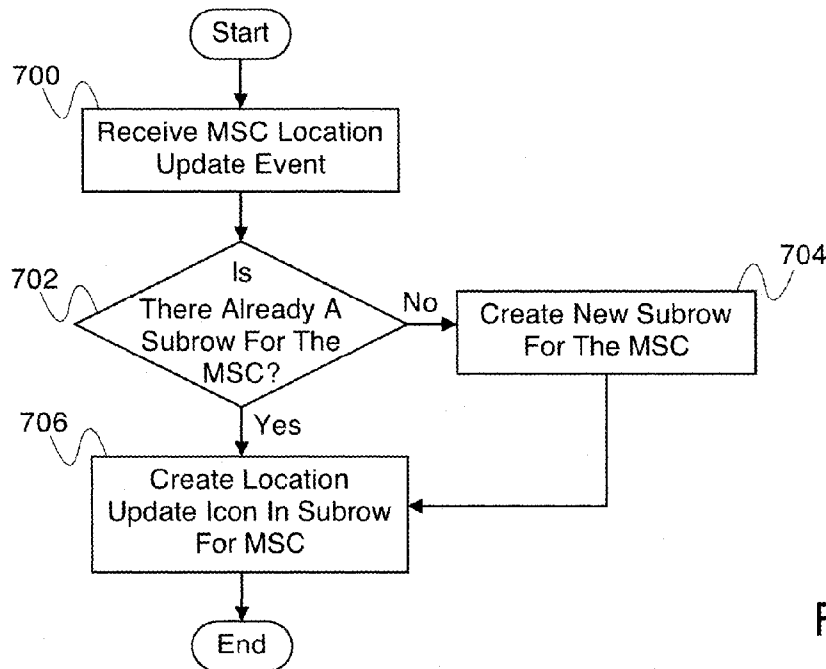 Start
700
Receive MSC Location
Update Event
702
Is
There Already A
Subrow For The
MSC?
No
704
Create New Subrow
For The MSC
Yes
706
Create Location
Update Icon In Subrow
For MSC
End
F